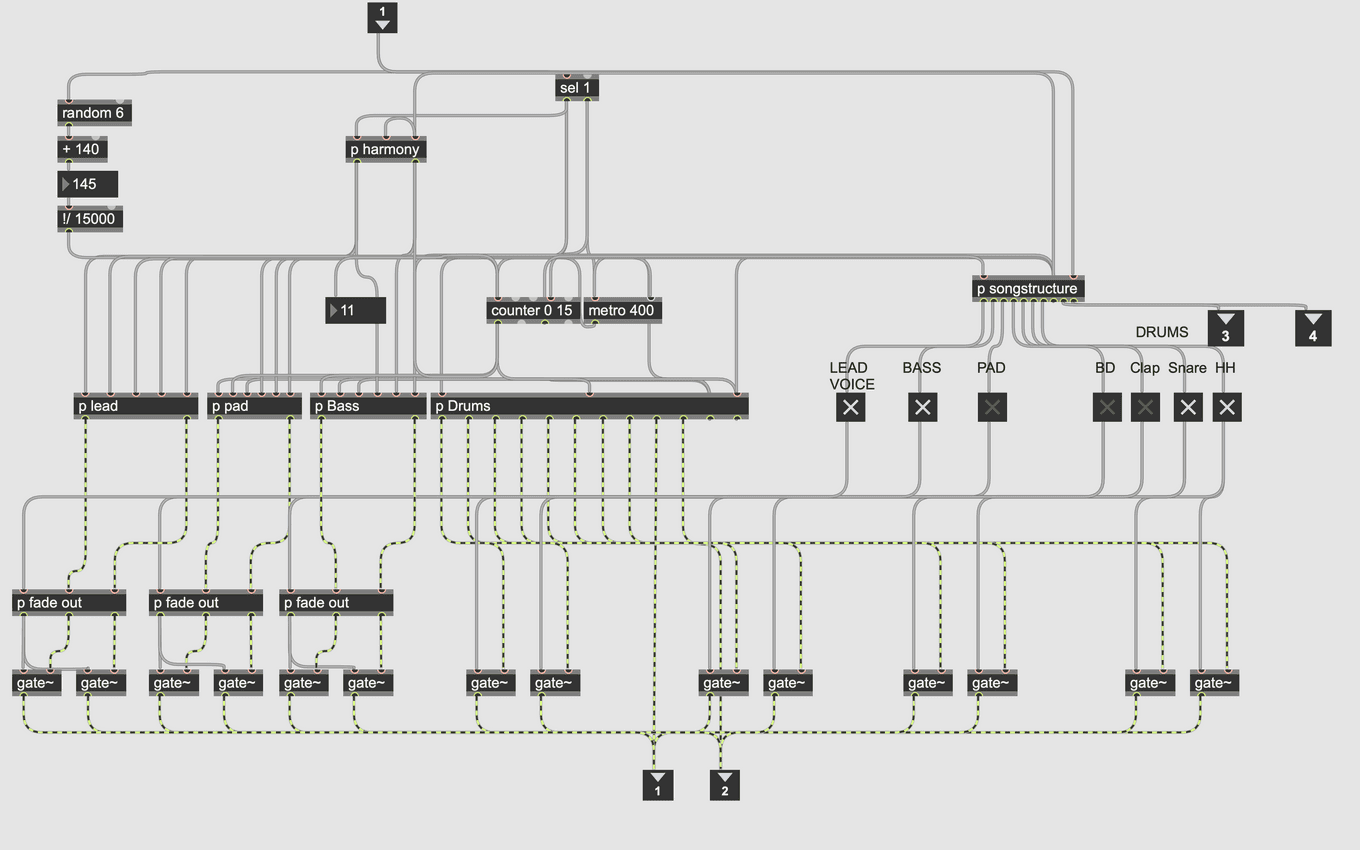 1
sel 1
random 6
+ 140
p harmony
145
!/ 15000
p songstructure
11
counter 0 15
metro 400
DRUMS
3
4
LEAD
VOICE
BASS
PAD
BD
Clap
Snare
HH
p lead
p pad
p Bass
p Drums
p fade out
p fade out
p fade out
gate~
gate~
gate~
gate~
gate~
gate~
gate~
gate~
gate~
gate~
gate~
gate~
gate~
gate~
1
2